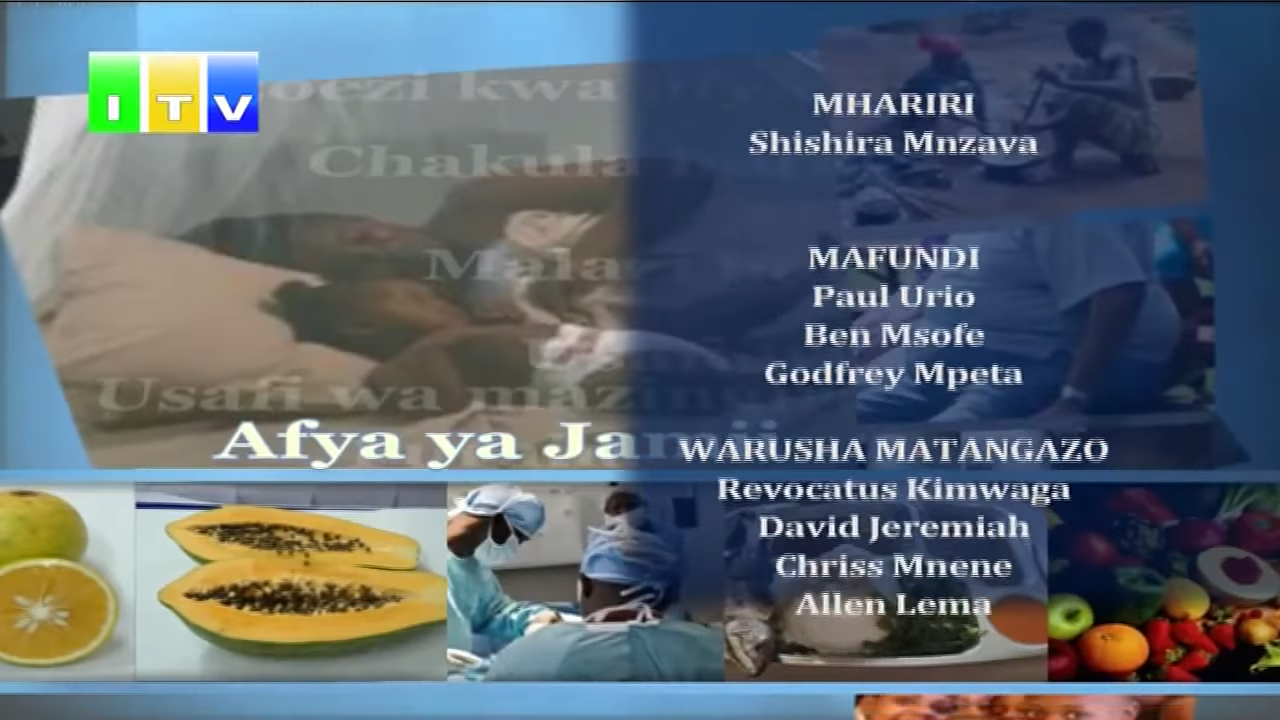 ITV
MHARIRI
Shishira Mnzava
Chakula
MAFUNDI
Paul Urio
Ben Msofe
Godfrey Mpeta
Usafi wa
Afya ya
WARUSHA MATANGAZO
Revocatus Kimwaga
David Jeremiah
Chriss Mnene
Allen Lema